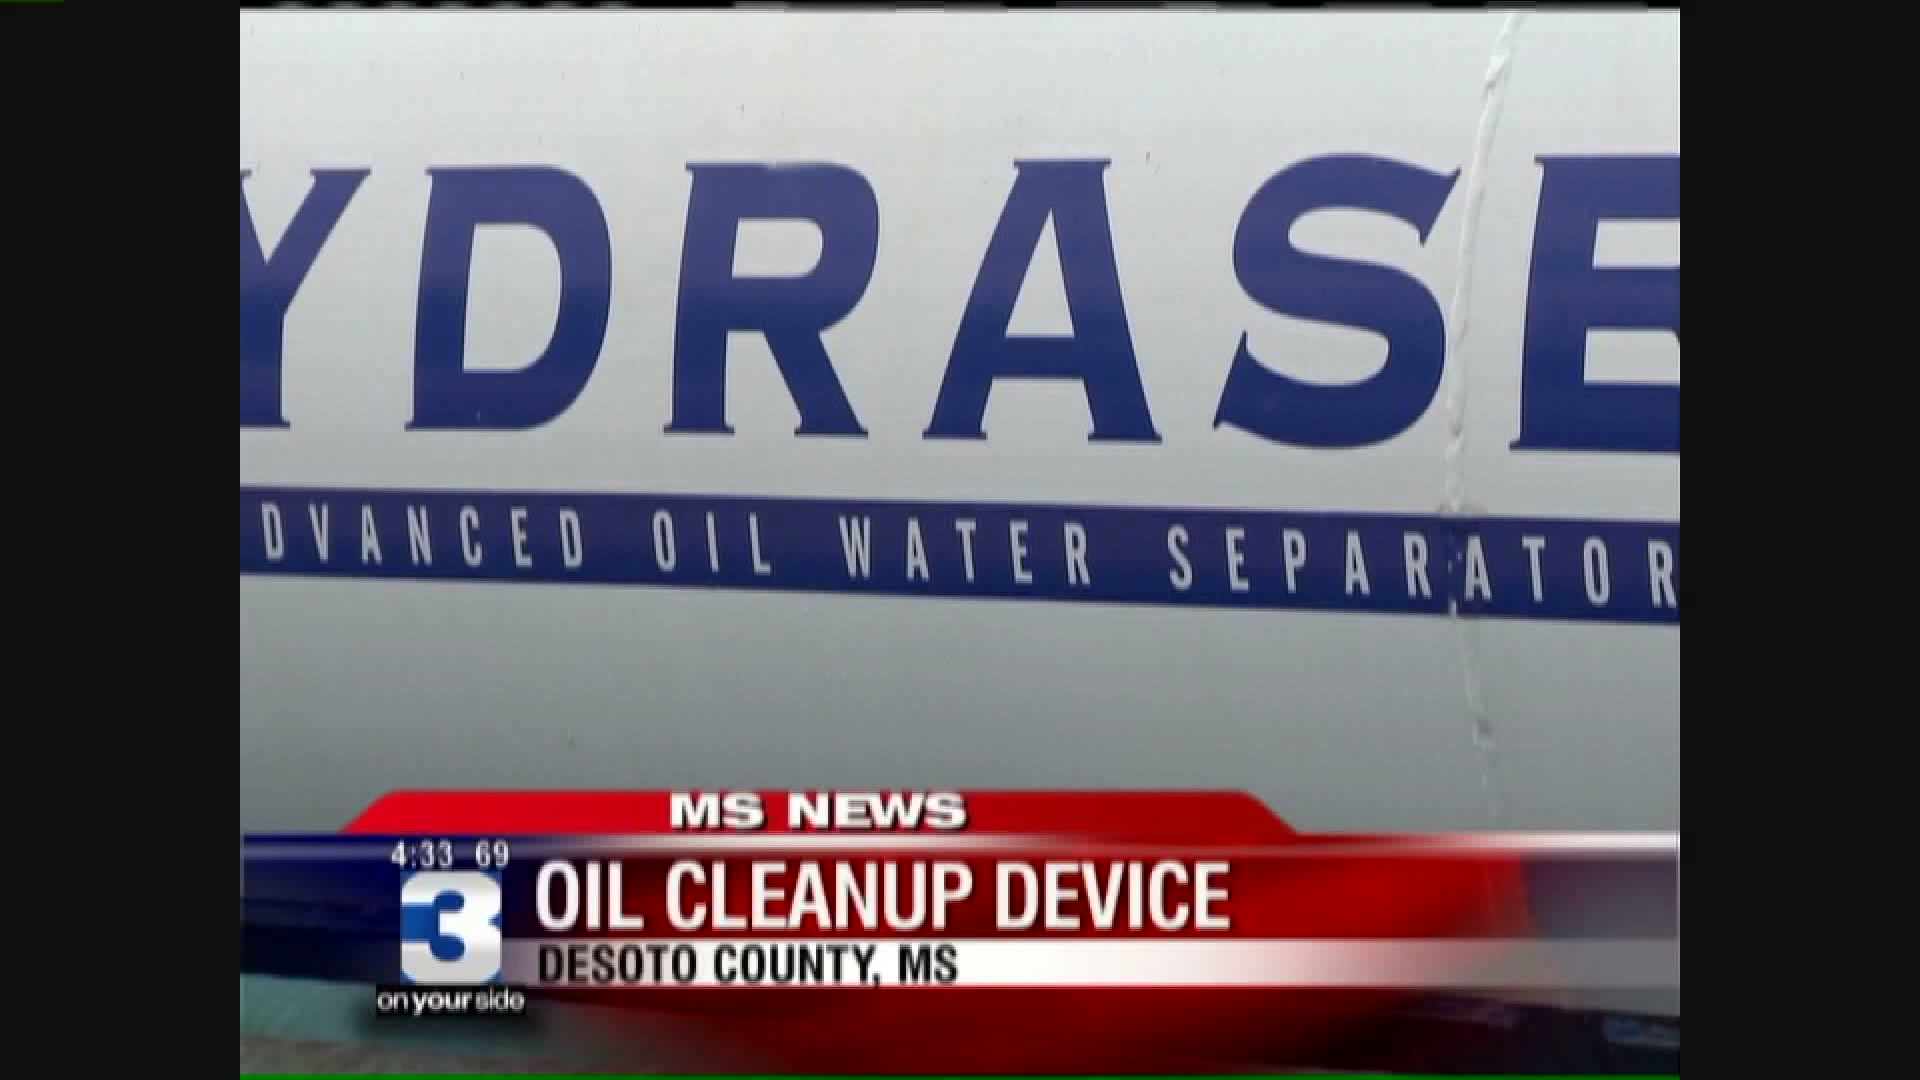 YDRASE
DVANCED OIL WATER SEPARATOR
MS NEWS
4:33 69
OIL CLEANUP DEVICE
3
DESOTO COUNTY, MS
on your side